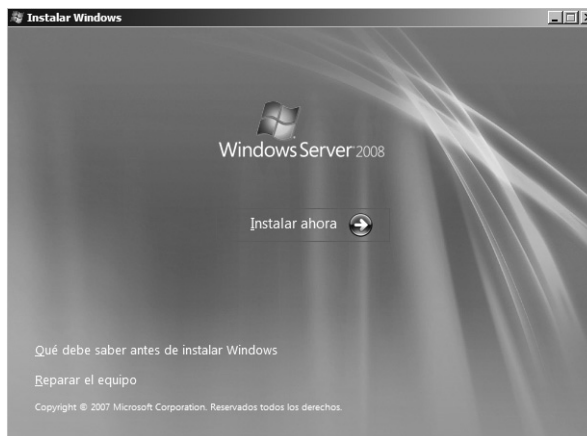 Instalar Windows
Windows Server 2008
Instalar ahora
Qué debe saber antes de instalar Windows
Reparar el equipo
Copyright © 2007 Microsoft Corporation. Reservados todos los derechos.